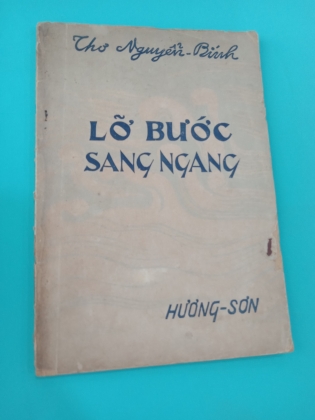 Thơ Nguyễn-Bính
LỠ BƯỚC
SANG NGANG
HƯƠNG-SƠN